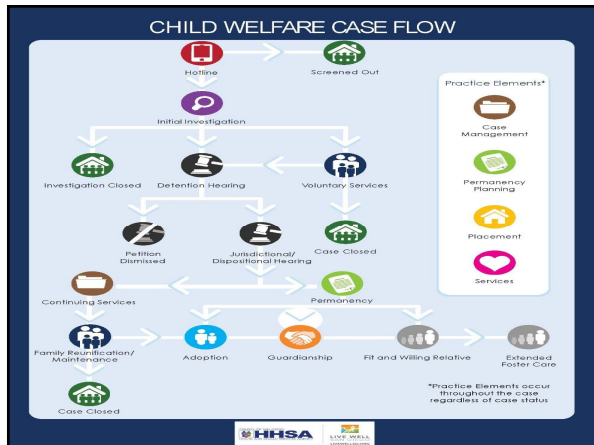 CHILD WELFARE CASE FLOW
Hotline
Screened Out
Practice Elements*
Initial Investigation
Case
Management
Investigation Closed
Detention Hearing
Voluntary Services
Permanency
Planning
Petition
Dismissed
Jurisdictional/
Dispositional Hearing
Case Closed
Placement
Services
Continuing Services
Permanency
Family Reunification/
Maintenance
Adoption
Guardianship
Fit and Willing Relative
Extended
Foster Care
Case Closed
*Practice Elements occur
throughout the case
regardless of case status
HHSA
LIVE WELL